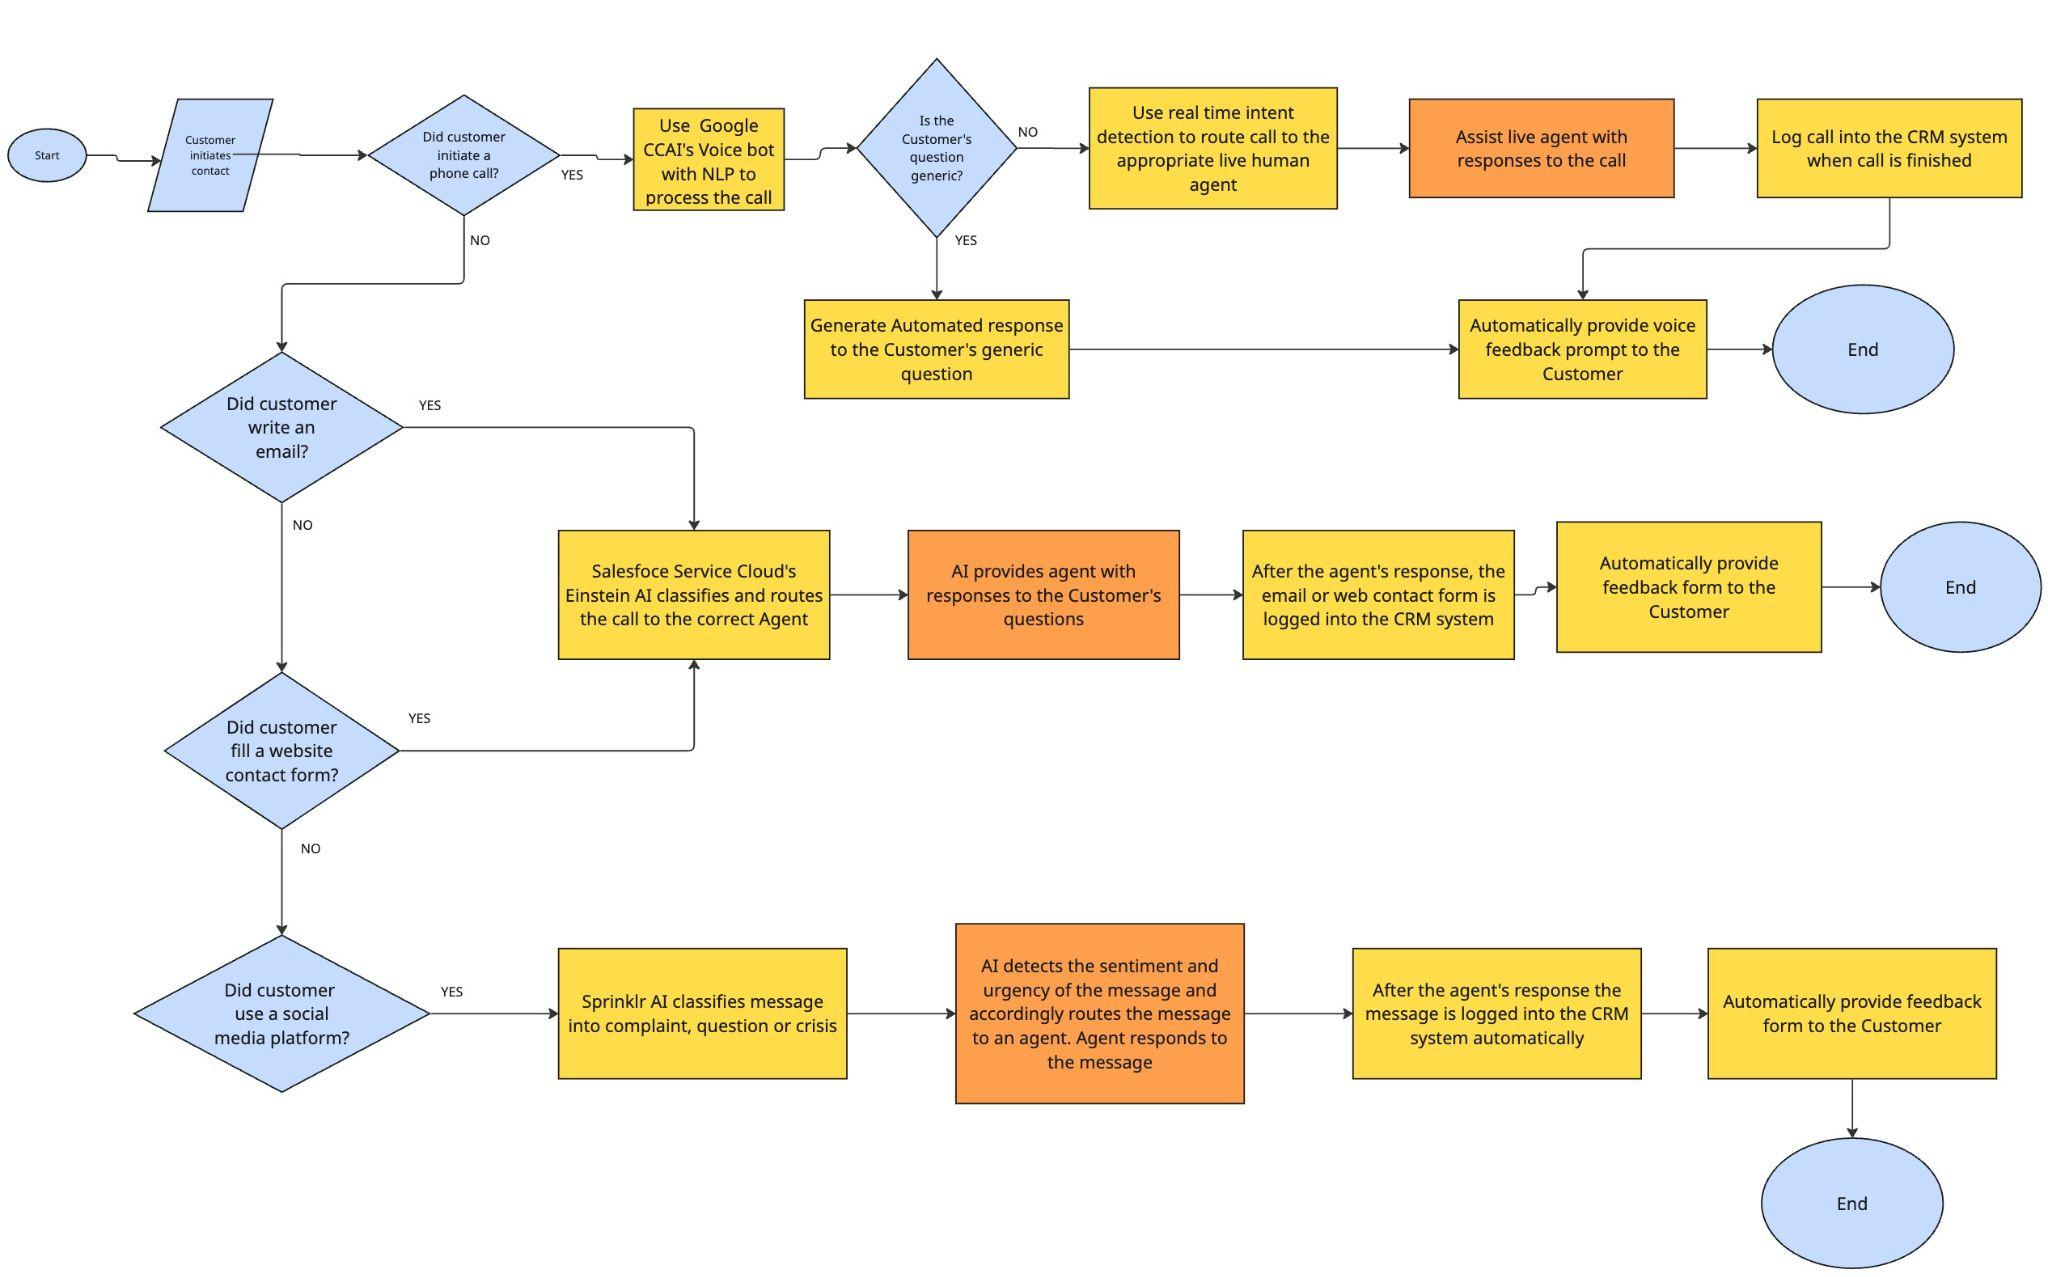 Start
Customer
initiates
contact
Did customer
initiate a
phone call?
YES
NO
Use Google
CCAI's Voice bot
with NLP to
process the call
Is the
Customer's
question
generic?
NO
YES
Use real time intent
detection to route call to the
appropriate live human
agent
Assist live agent with
responses to the call
Log call into the CRM system
when call is finished
Generate Automated response
to the Customer's generic
question
Automatically provide voice
feedback prompt to the
Customer
End
Did customer
write an
email?
YES
NO
Salesfoce Service Cloud's
Einstein AI classifies and routes
the call to the correct Agent
AI provides agent with
responses to the Customer's
questions
After the agent's response, the
email or web contact form is
logged into the CRM system
Automatically provide
feedback form to the
Customer
End
Did customer
fill a website
contact form?
YES
NO
Did customer
use a social
media platform?
YES
Sprinklr AI classifies message
into complaint, question or crisis
AI detects the sentiment and
urgency of the message and
accordingly routes the message
to an agent. Agent responds to
the message
After the agent's response the
message is logged into the CRM
system automatically
Automatically provide feedback
form to the Customer
End